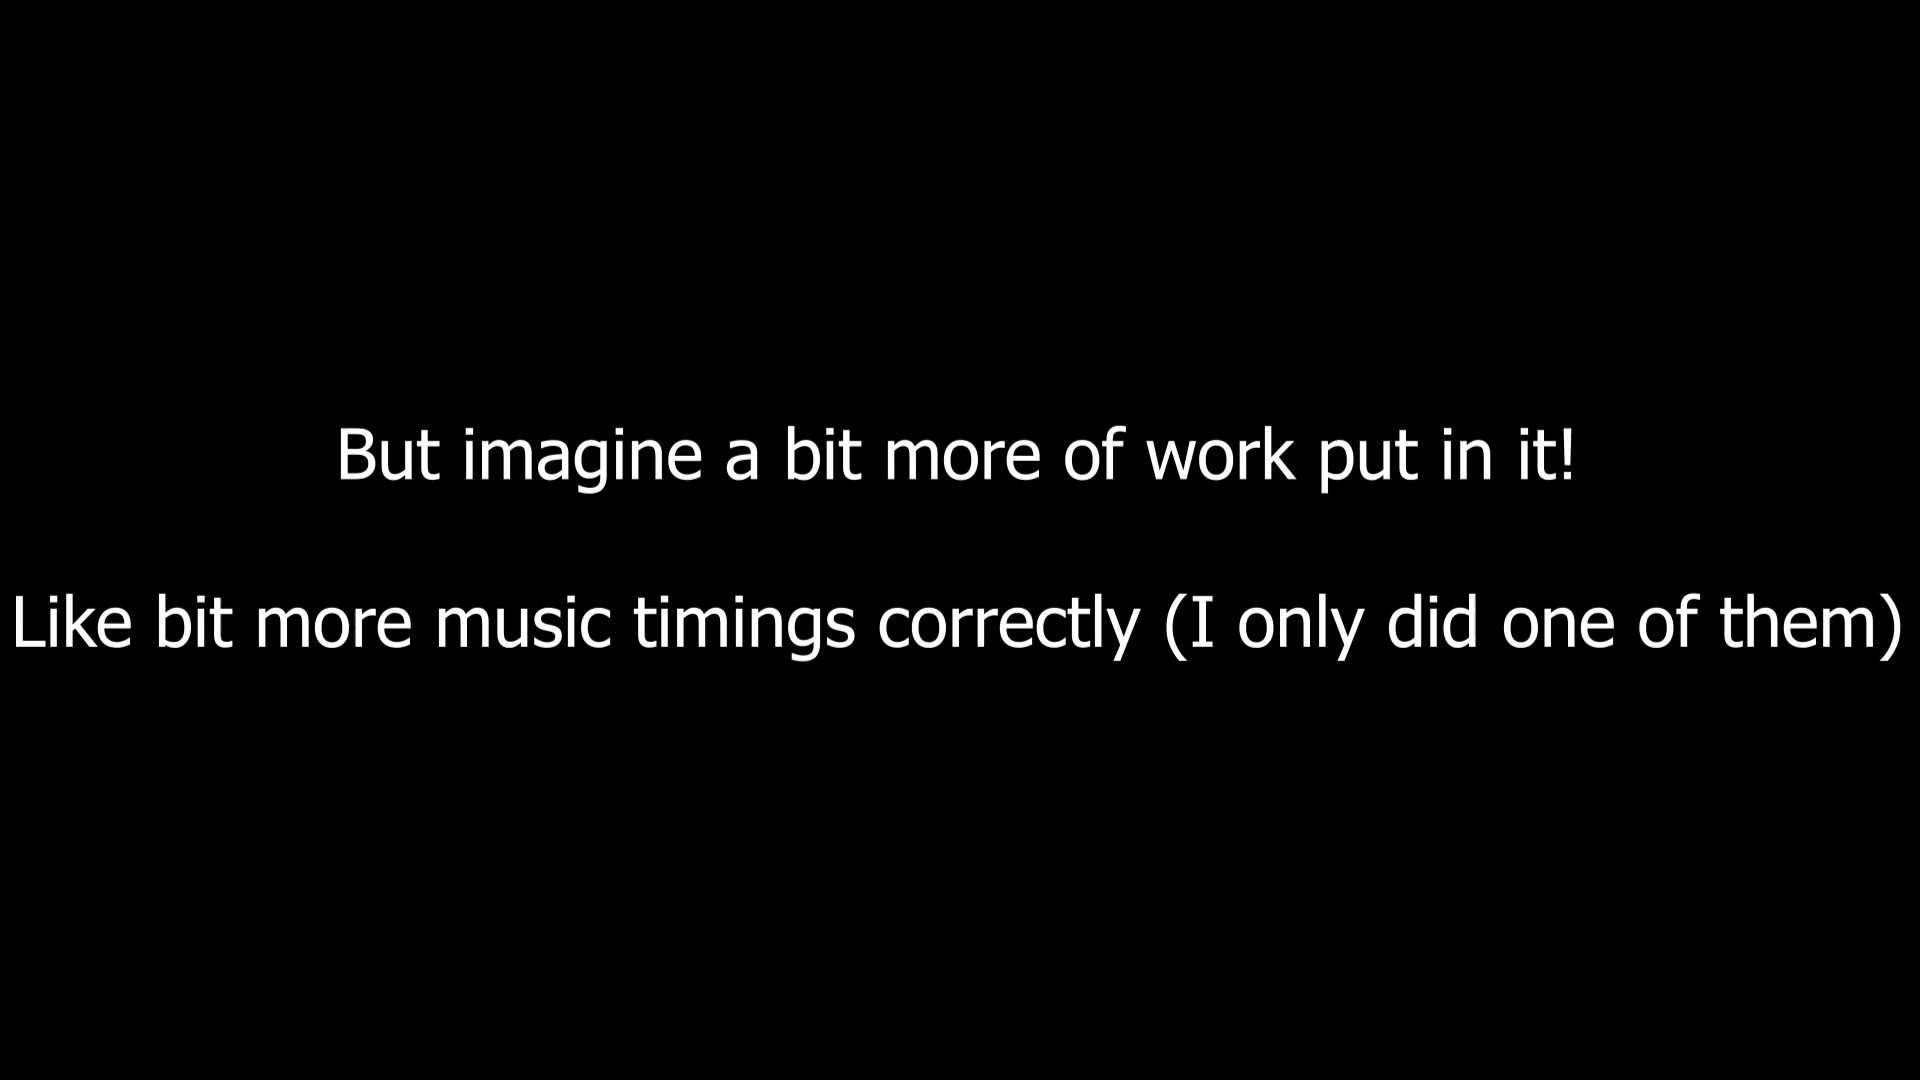 But imagine a bit more of work put in it!
Like bit more music timings correctly (I only did one of them)